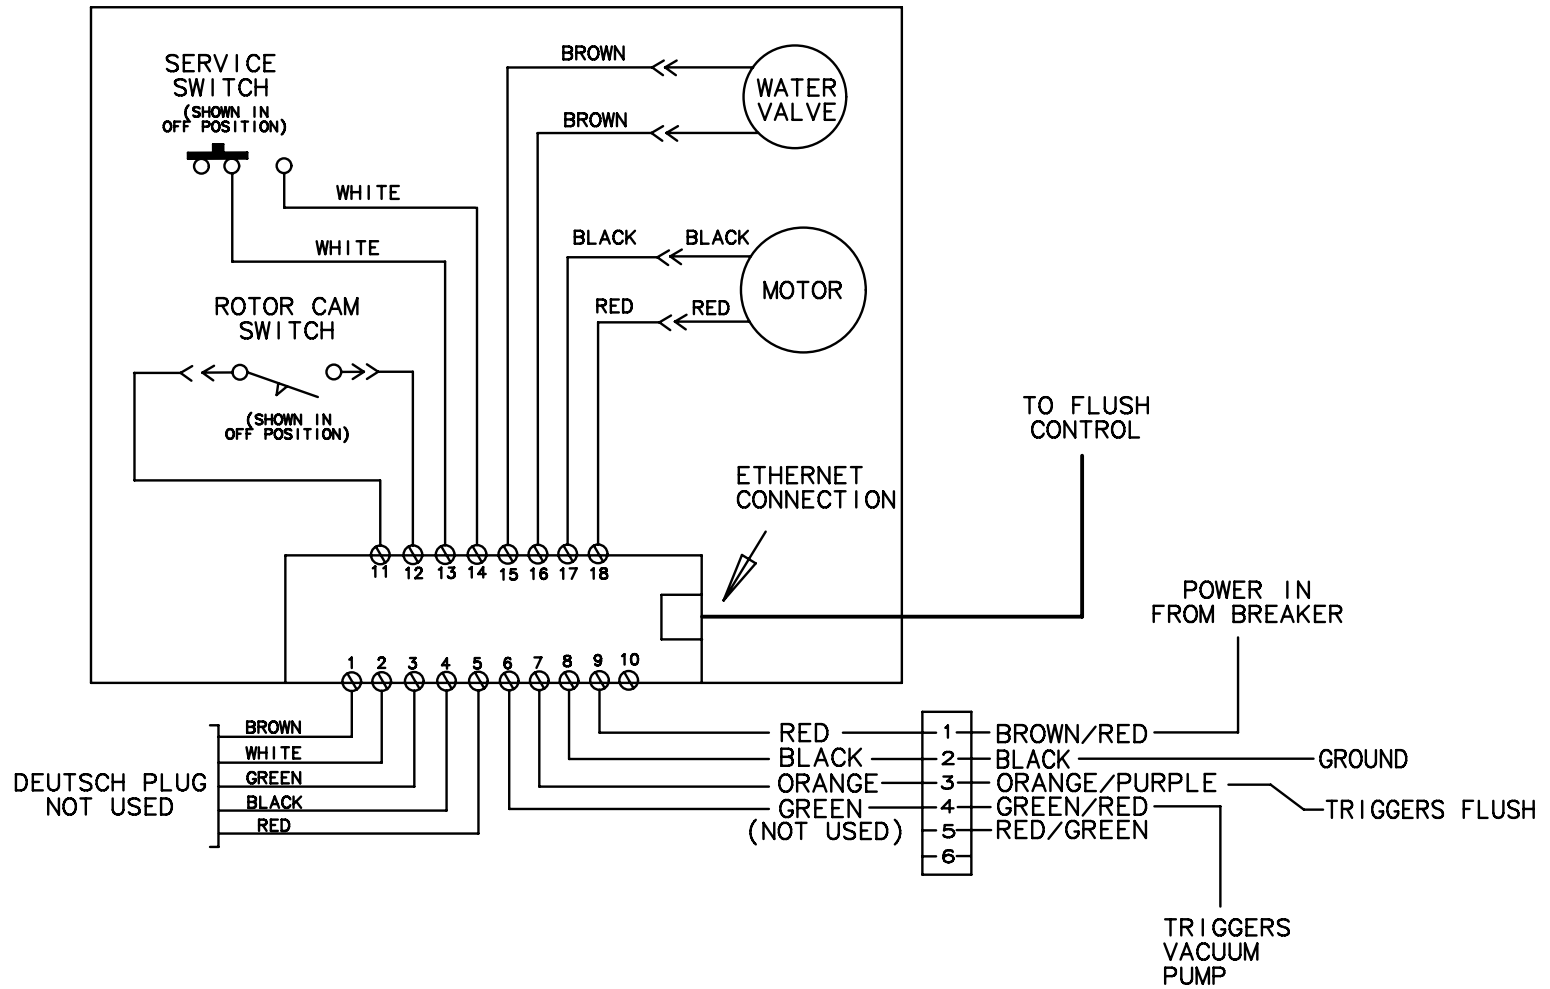 SERVICE
SWITCH
(SHOWN IN
OFF POSITION)
BROWN
WATER
VALVE
BROWN
WHITE
WHITE
BLACK BLACK
MOTOR
RED RED
ROTOR CAM
SWITCH
(SHOWN IN
OFF POSITION)
TO FLUSH
CONTROL
ETHERNET
CONNECTION
11 12 13 14 15 16 17 18
POWER IN
FROM BREAKER
1 2 3 4 5 6 7 8 9 10
BROWN
WHITE
GREEN
BLACK
RED
DEUTSCH PLUG
NOT USED
RED 1 BROWN/RED
BLACK 2 BLACK GROUND
ORANGE 3 ORANGE/PURPLE
GREEN 4 GREEN/RED TRIGGERS FLUSH
(NOT USED) 5 RED/GREEN
6
TRIGGERS
VACUUM
PUMP